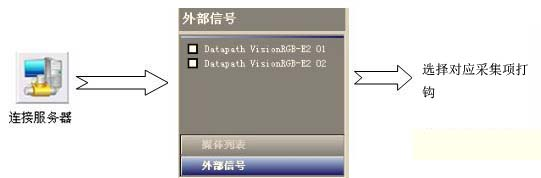 外部信号
Datapath VisionRGB-E2 01
Datapath VisionRGB-E2 02
连接服务器
选择对应采集项打
钩
媒体列表
外部信号